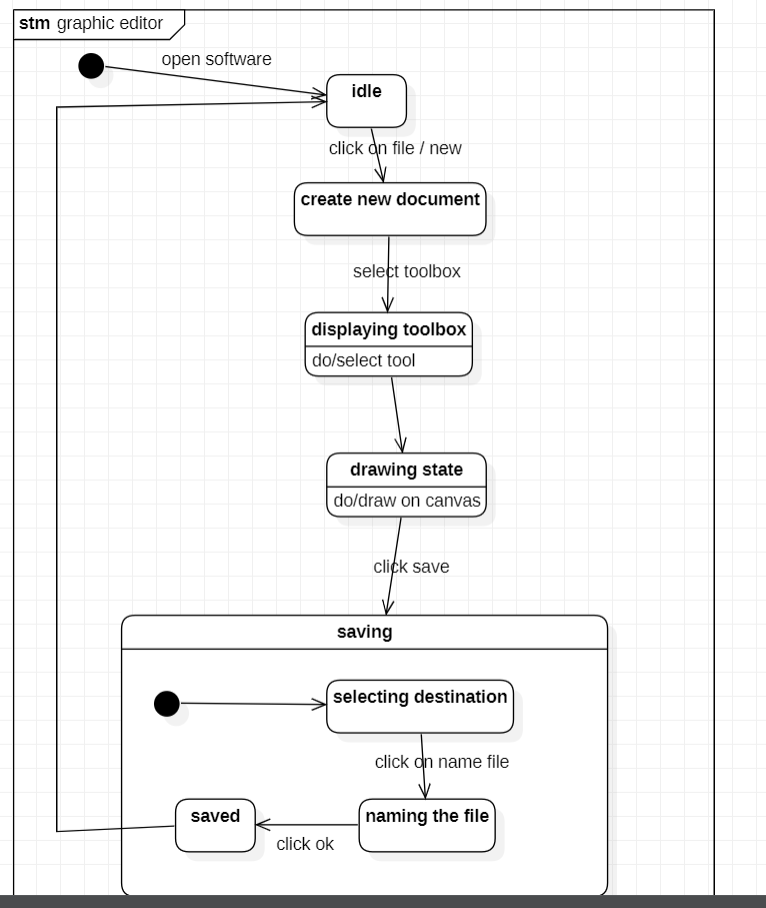 stm graphic editor
open software
idle
click on file / new
create new document
select toolbox
displaying toolbox
do/select tool
drawing state
do/draw on canvas
click save
saving
selecting destination
click on name file
saved
naming the file
click ok